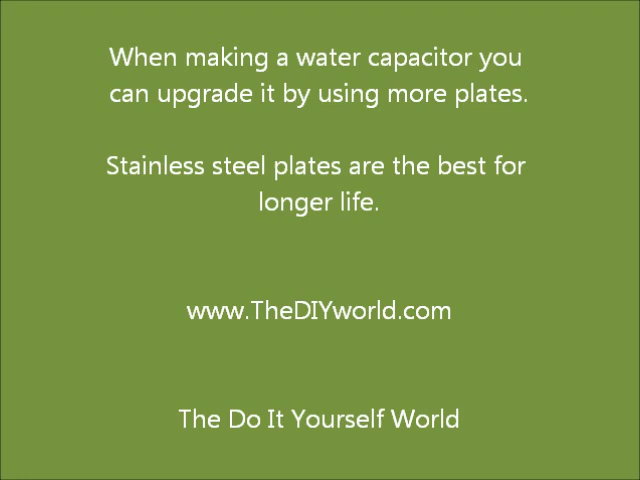 When making a water capacitor you
can upgrade it by using more plates.
Stainless steel plates are the best for
longer life.
www.TheDIYworld.com
The Do It Yourself World